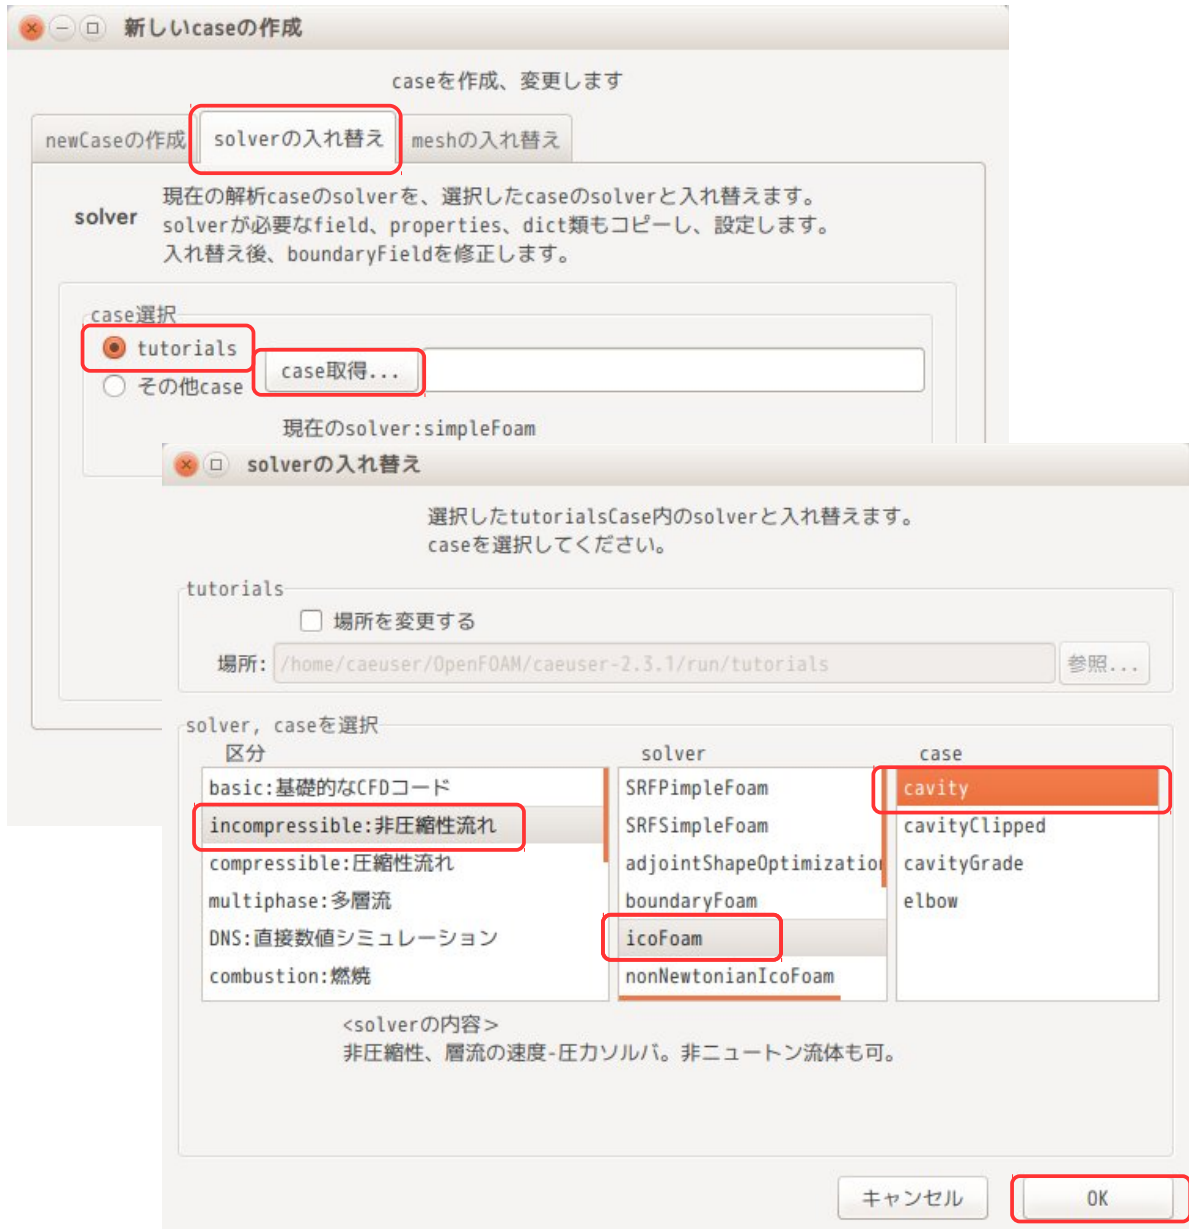 新しいcaseの作成
caseを作成、変更します
newCaseの作成
solverの入れ替え
meshの入れ替え
solver
現在の解析caseのsolverを、選択したcaseのsolverと入れ替えます。
solverが必要なfield、properties、dict類もコピーし、設定します。
入れ替え後、boundaryFieldを修正します。
case選択
tutorials
その他case
case取得...
現在のsolver:simpleFoam
solverの入れ替え
選択したtutorialsCase内のsolverと入れ替えます。
caseを選択してください。
tutorials
場所を変更する
場所:
/home/caeuser/OpenFOAM/caeuser-2.3.1/run/tutorials
参照...
solver, caseを選択
区分
basic:基礎的なCFDコード
incompressible:非圧縮性流れ
compressible:圧縮性流れ
multiphase:多層流
DNS:直接数値シミュレーション
combustion:燃焼
solver
SRFPimpleFoam
SRFSimpleFoam
adjointShapeOptimization
boundaryFoam
icoFoam
nonNewtonianIcoFoam
case
cavity
cavityClipped
cavityGrade
elbow
<solverの内容>
非圧縮性、層流の速度-圧力ソルバ。非ニュートン流体も可。
キャンセル
OK